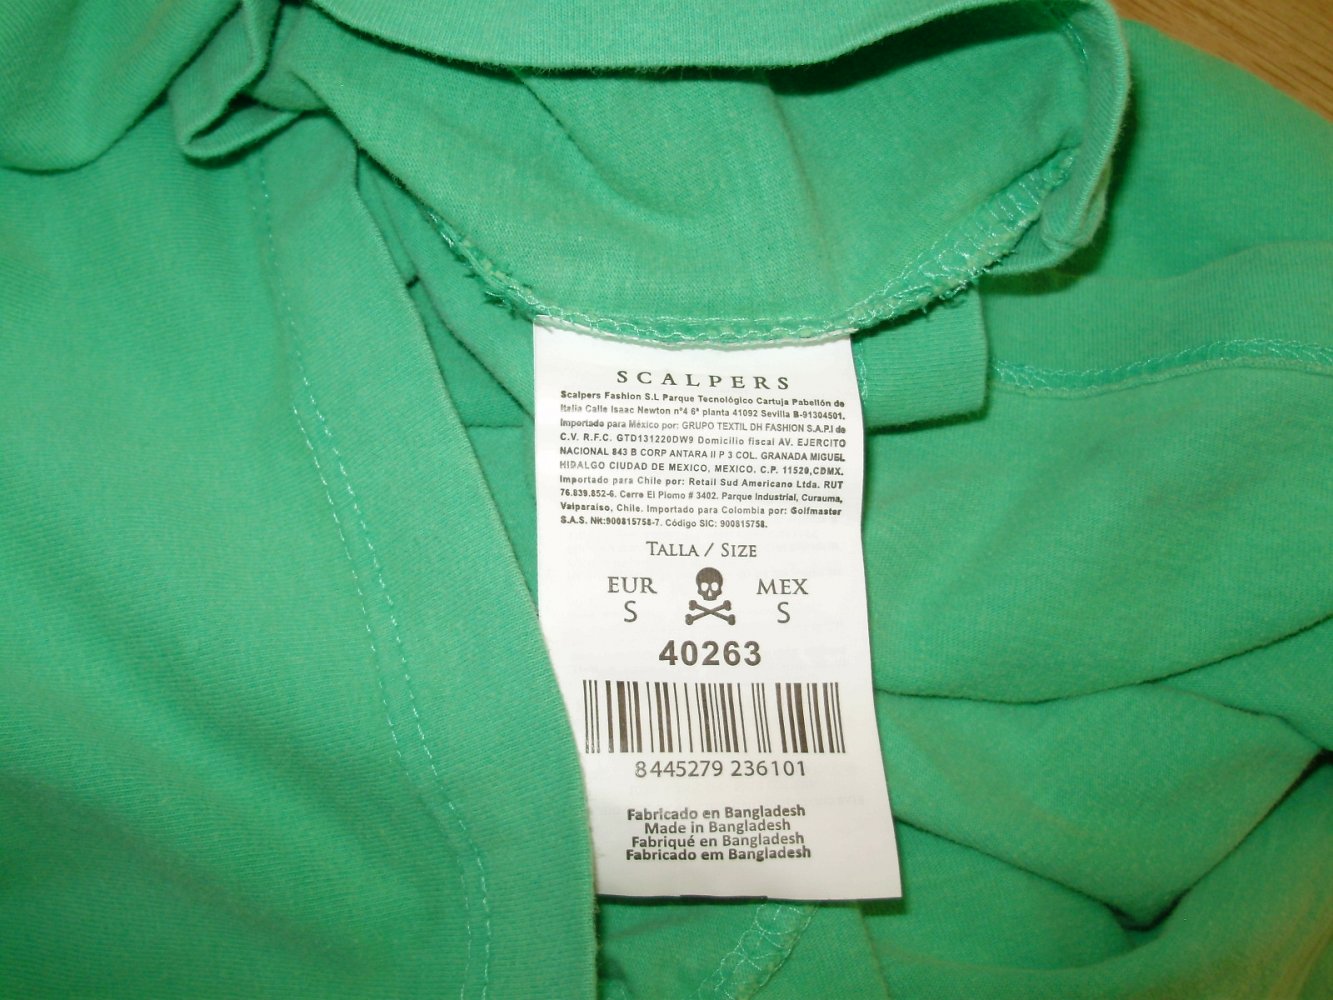 SCALPERS
Scalpers Fashion S.L Parque Tecnológico Cartuja Pabellón de
Italia Calle Isaac Newton nº4 6ª planta 41092 Sevilla B-91304501.
Importado para México por: GRUPO TEXTIL DH FASHION S.A.P.I de
C.V. R.F.C. GTD131220DW9 Domicilio fiscal AV. EJERCITO
NACIONAL 843 B CORP ANTARA II P 3 COL. GRANADA MIGUEL
HIDALGO CIUDAD DE MEXICO, MEXICO. C.P. 11520,CDMX.
Importado para Chile por: Retail Sud Americano Ltda. RUT
76.839.852-6. Cerro El Plomo # 3402. Parque Industrial, Curauma,
Valparaiso, Chile. Importado para Colombia por: Golfmaster
S.A.S. Nit:900815758-7. Código SIC: 900815758.
TALLA / SIZE
EUR MEX
S S
40263
8 445279 236101
Fabricado en Bangladesh
Made in Bangladesh
Fabriqué en Bangladesh
Fabricado em Bangladesh